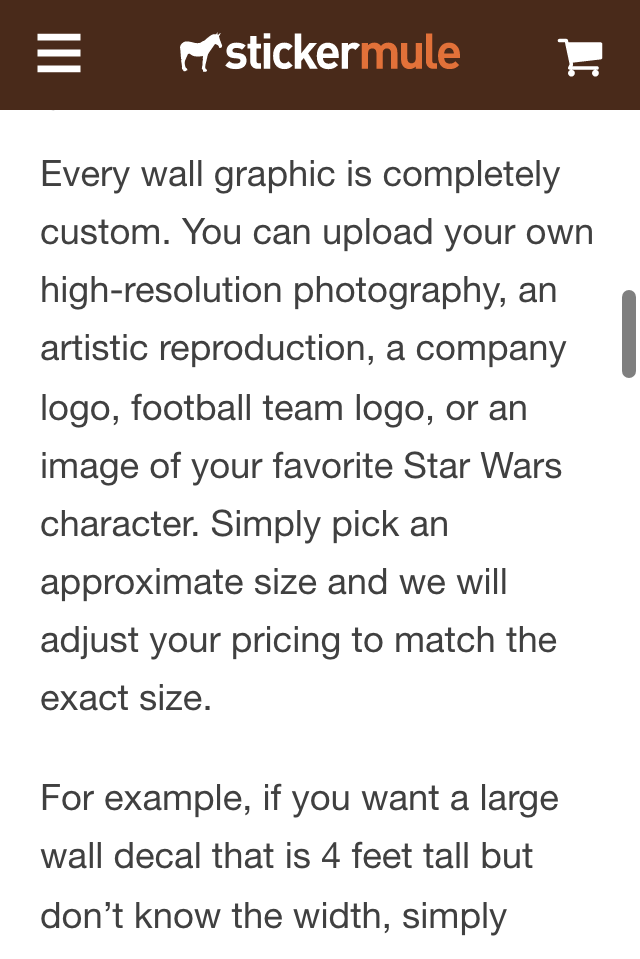 stickermule
Every wall graphic is completely
custom. You can upload your own
high-resolution photography, an
artistic reproduction, a company
logo, football team logo, or an
image of your favorite Star Wars
character. Simply pick an
approximate size and we will
adjust your pricing to match the
exact size.
For example, if you want a large
wall decal that is 4 feet tall but
don’t know the width, simply